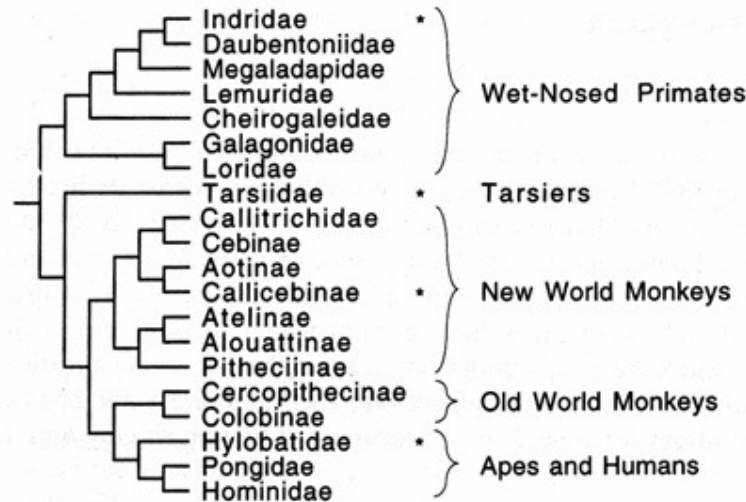 Indridae *
Daubentoniidae
Megaladapidae
Lemuridae
Wet-Nosed Primates
Cheirogaleidae
Galagonidae
Loridae
Tarsiidae * Tarsiers
Callitrichidae
Cebinae
Aotinae
Callicebinae * New World Monkeys
Atelinae
Alouattinae
Pitheciinae
Cercopithecinae
Old World Monkeys
Colobinae
Hylobatidae *
Pongidae Apes and Humans
Hominidae